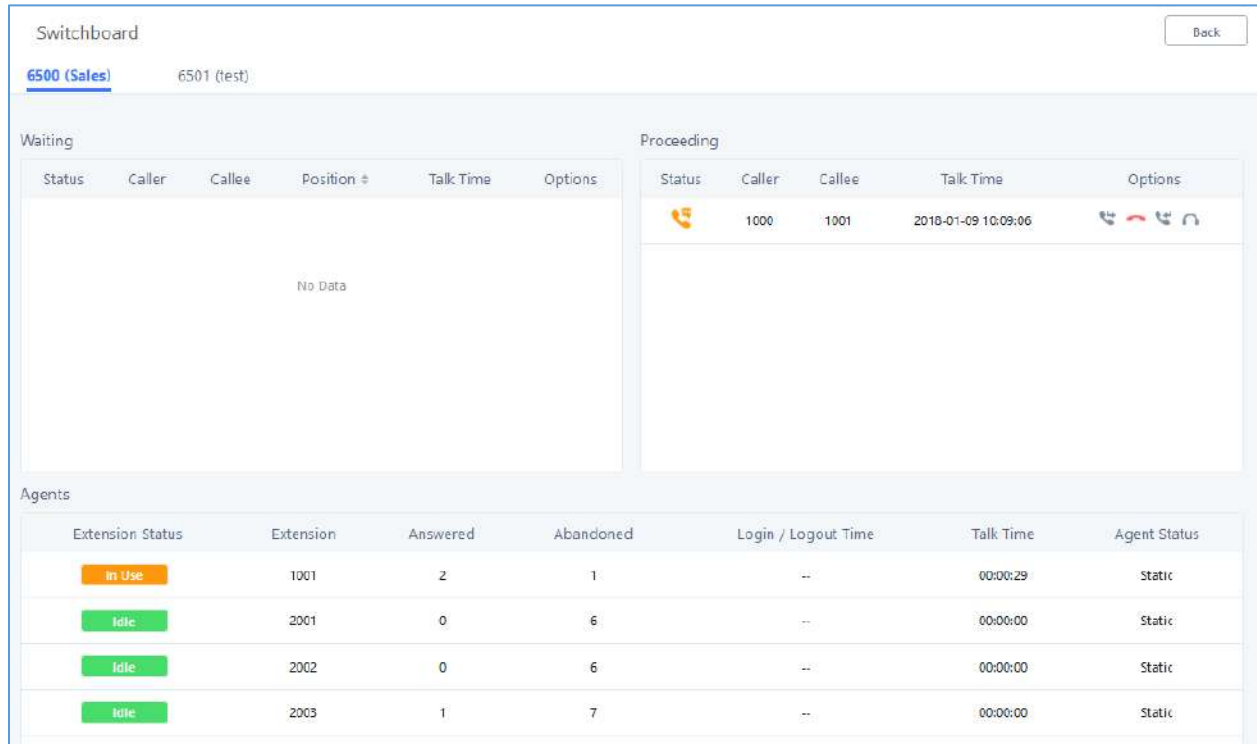 Switchboard
Back
6500 (Sales) 6501 (test)
Waiting
Status Caller Callee Position Talk Time Options
No Data
Proceeding
Status Caller Callee Talk Time Options
1000 1001 2018-01-09 10:09:06
Agents
Extension Status Extension Answered Abandoned Login / Logout Time Talk Time Agent Status
In Use 1001 2 1 -- 00:00:29 Static
Idle 2001 0 6 -- 00:00:00 Static
Idle 2002 0 6 -- 00:00:00 Static
Idle 2003 1 7 -- 00:00:00 Static